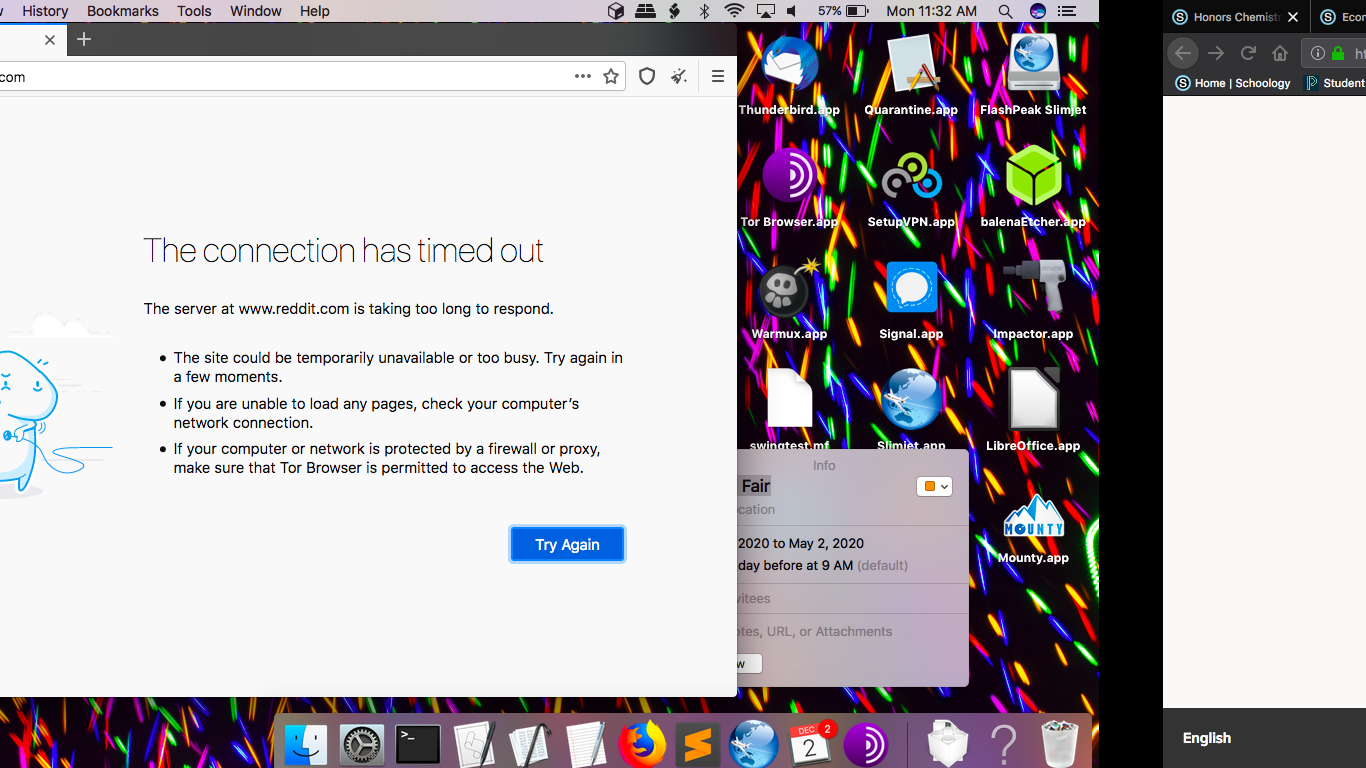 History Bookmarks Tools Window Help 57% Mon 11:32 AM
com
The connection has timed out
The server at www.reddit.com is taking too long to respond.
The site could be temporarily unavailable or too busy. Try again in
a few moments.
If you are unable to load any pages, check your computer's
network connection.
If your computer or network is protected by a firewall or proxy,
make sure that Tor Browser is permitted to access the Web.
Try Again
Thunderbird.app Quarantine.app FlashPeak Slimjet
Tor Browser.app SetupVPN.app balenaEtcher.app
Warmux.app Signal.app Impactor.app
swingtest.mf Slimjet.app LibreOffice.app
MOUNTY
Mounty.app
Info
Fair
ocation
2020 to May 2, 2020
day before at 9 AM (default)
vitees
otes, URL, or Attachments
w
>_
DEC 2
2
?
S Honors Chemist
S Econ
ht
S Home | Schoology Student
English